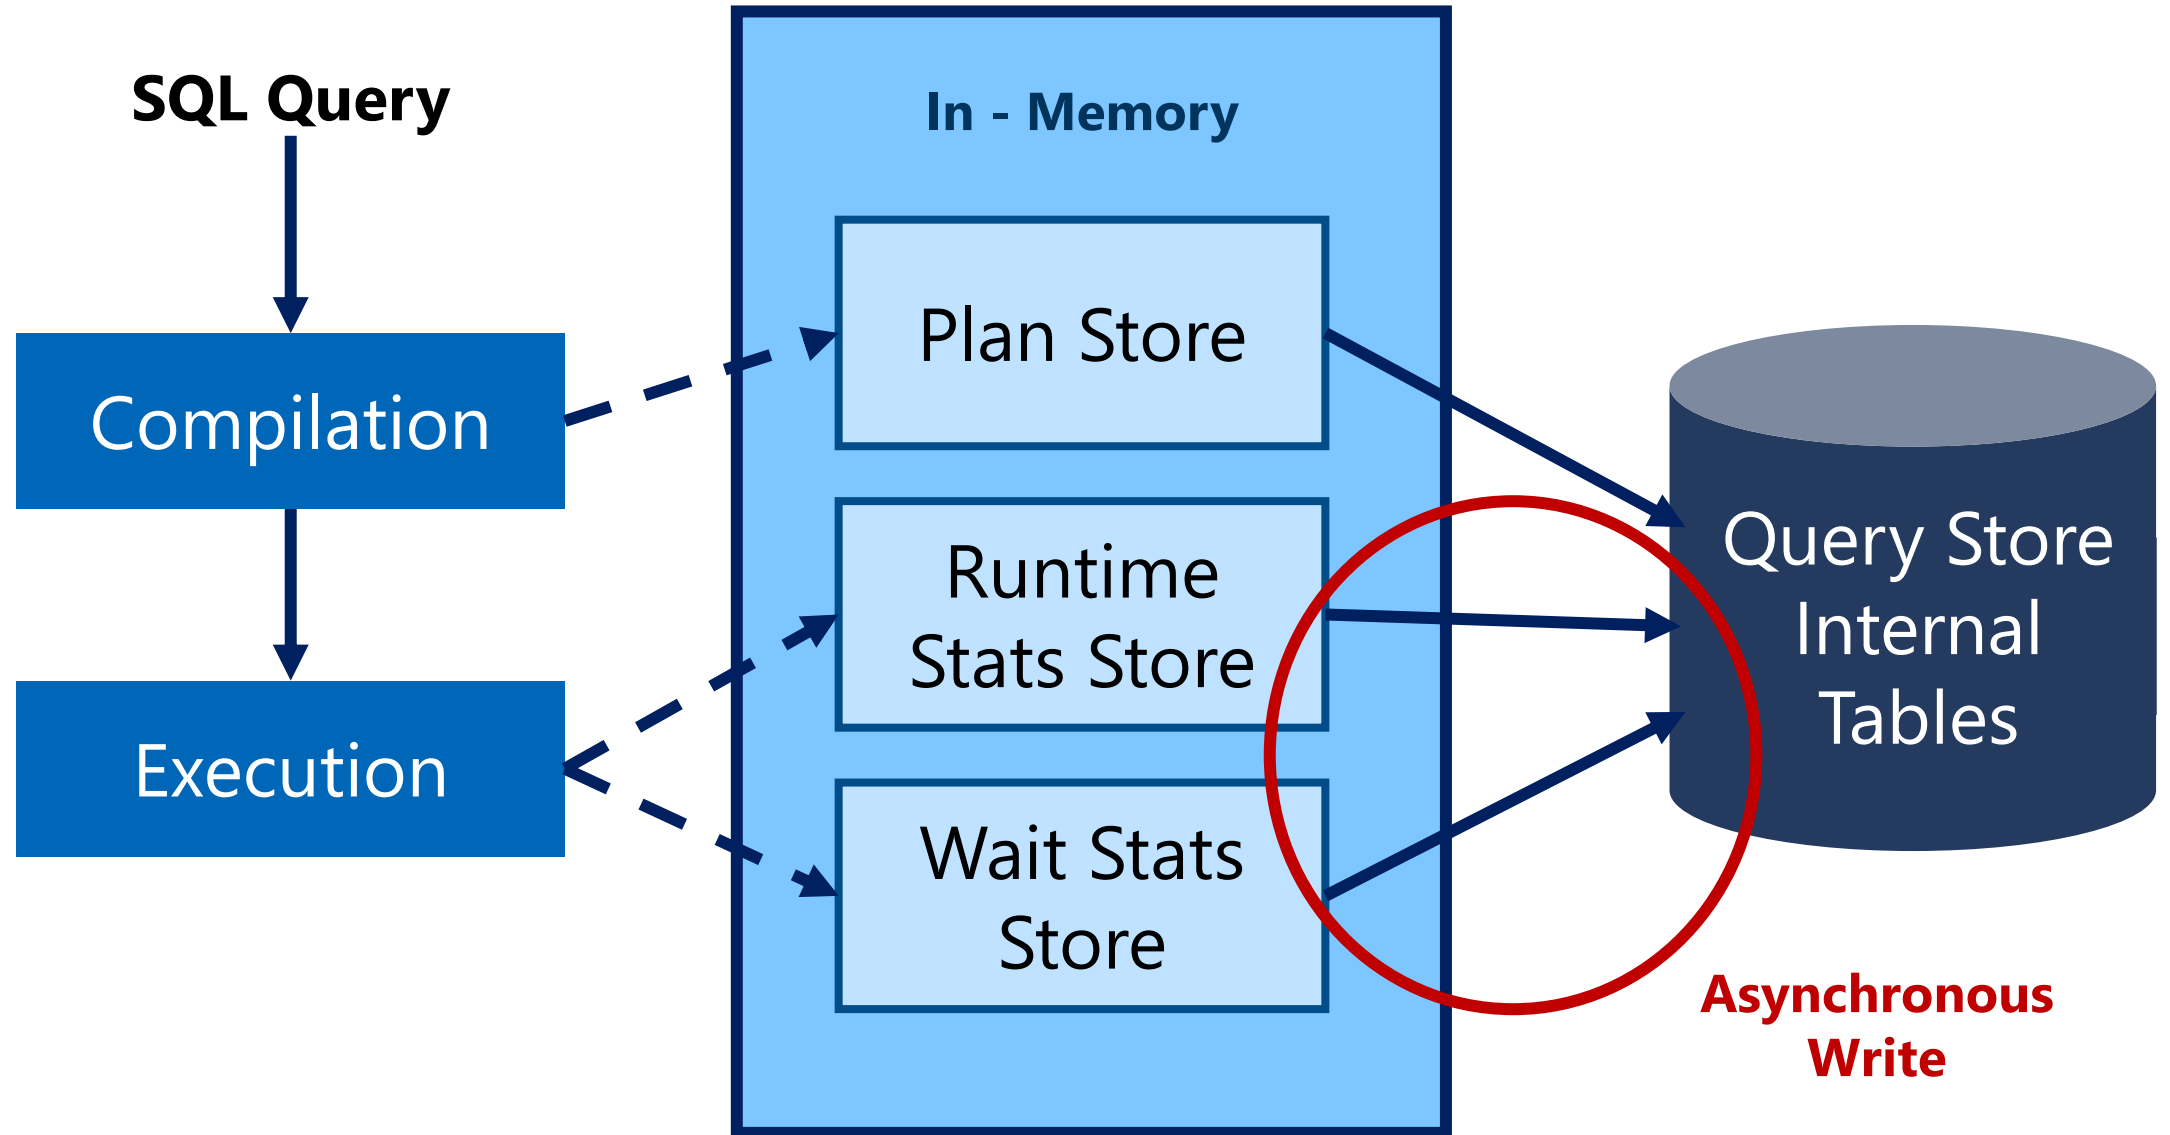 SQL Query
Compilation
Execution
In - Memory
Plan Store
Runtime
Stats Store
Wait Stats
Store
Query Store
Internal
Tables
Asynchronous
Write